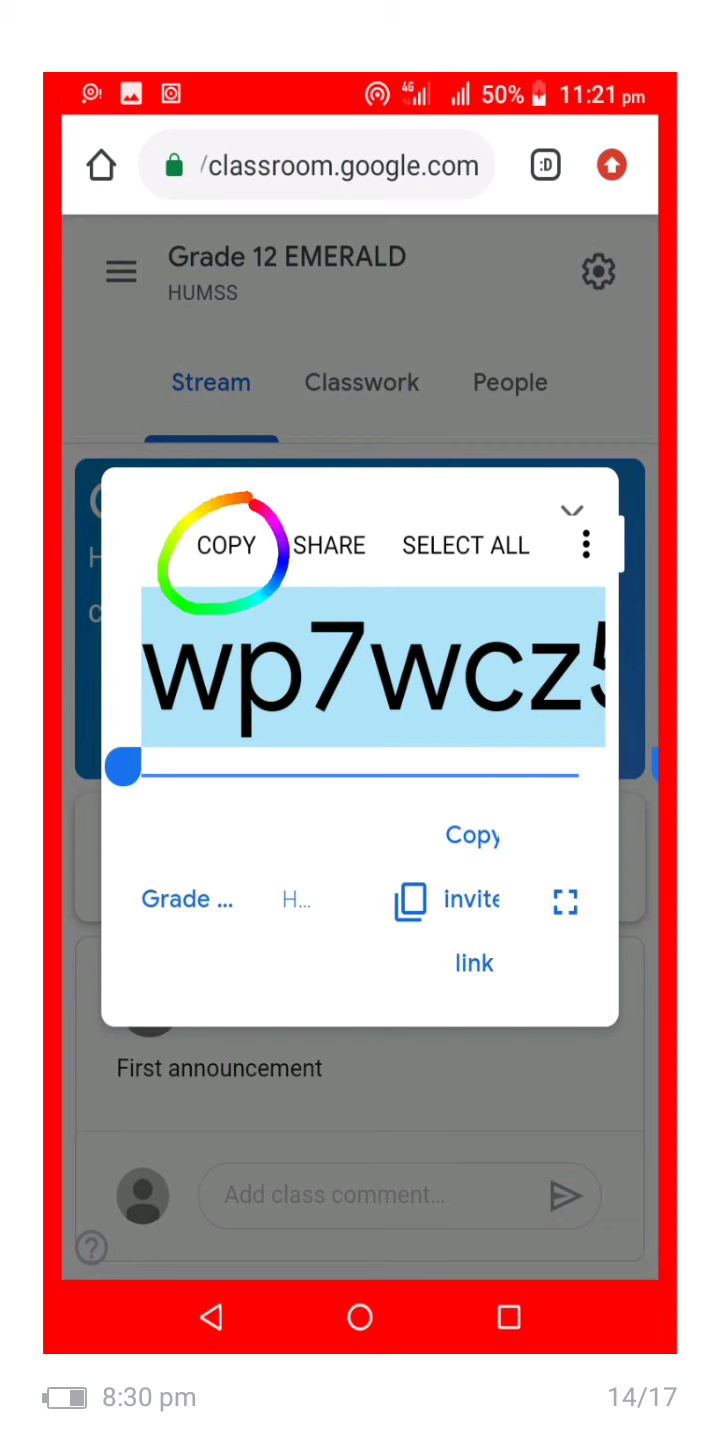 4G 50% 11:21 pm
/classroom.google.com :D
Grade 12 EMERALD
HUMSS
Stream Classwork People
COPY SHARE SELECT ALL
wp7wcz5
Copy
Grade ... H... invite
link
First announcement
Add class comment...
?
8:30 pm 14/17